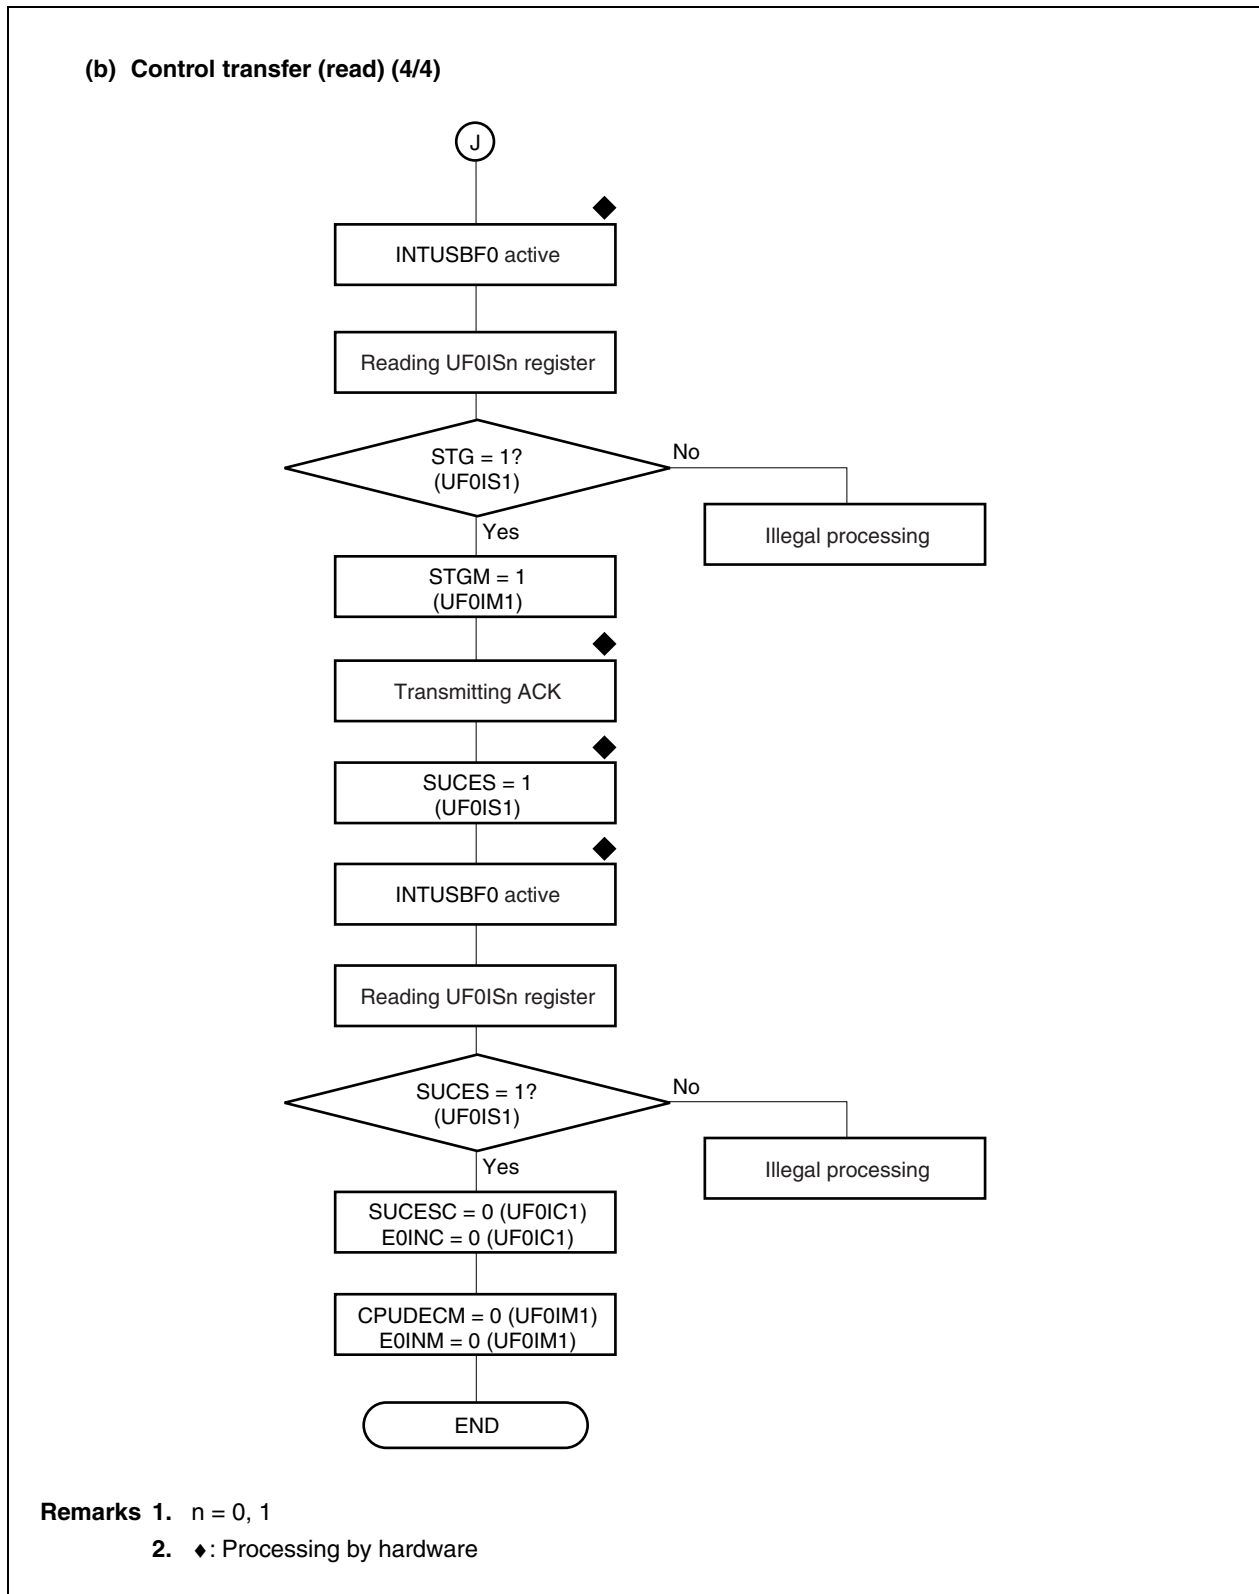 (b) Control transfer (read) (4/4)
J
◆
INTUSBF0 active
Reading UF0ISn register
STG = 1?
(UF0IS1)
No
Illegal processing
Yes
STGM = 1
(UF0IM1)
◆
Transmitting ACK
◆
SUCES = 1
(UF0IS1)
◆
INTUSBF0 active
Reading UF0ISn register
SUCES = 1?
(UF0IS1)
No
Illegal processing
Yes
SUCESC = 0 (UF0IC1)
E0INC = 0 (UF0IC1)
CPUDECM = 0 (UF0IM1)
E0INM = 0 (UF0IM1)
END
Remarks 1. n = 0, 1
2. ◆: Processing by hardware